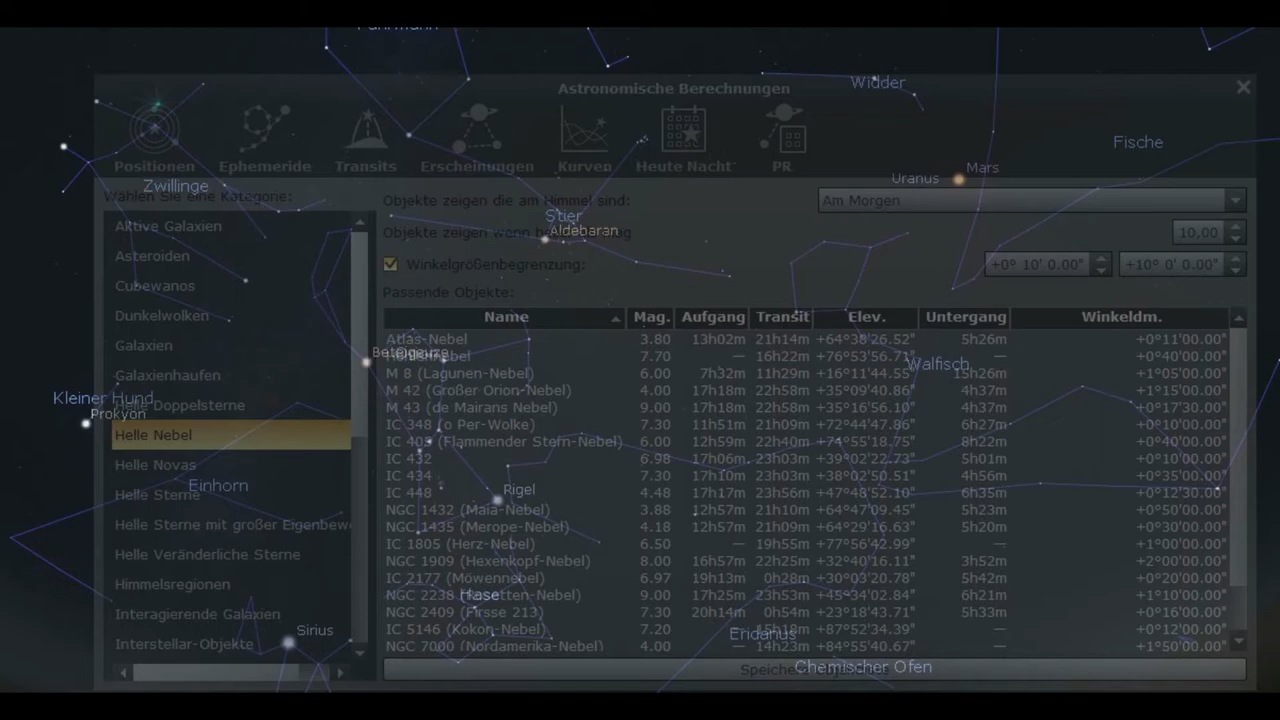 Fuhrmann
Astronomische Berechnungen
Widder
Positionen Ephemeride Transits Erscheinungen Kurven Heute Nacht PR
Fische
Mars
Uranus
Zwillinge
Wählen Sie eine Kategorie:
Objekte zeigen die am Himmel sind: Am Morgen
Stier
Aldebaran
Objekte zeigen wenn 10,00
Winkelgrößenbegrenzung: +0° 10' 0.00" +10° 0' 0.00"
Passende Objekte:
Aktive Galaxien
Asteroiden
Cubewanos
Dunkelwolken
Galaxien
Galaxienhaufen
Helle Doppelsterne
Helle Nebel
Helle Novas
Helle Sterne
Helle Sterne mit großer Eigenbewe
Helle Veränderliche Sterne
Himmelsregionen
Interagierende Galaxien
Interstellar-Objekte
Name Mag. Aufgang Transit Elev. Untergang Winkeldm.
Atlas-Nebel 3.80 13h02m 21h14m +64°38'26.52" 5h26m +0°11'00.00"
7.70 — 16h22m +76°53'56.71" — +0°40'00.00"
M 8 (Lagunen-Nebel) 6.00 7h32m 11h29m +16°11'44.55" 15h26m +1°05'00.00"
M 42 (Großer Orion-Nebel) 4.00 17h18m 22h58m +35°09'40.86" 4h37m +1°15'00.00"
M 43 (de Mairans Nebel) 9.00 17h18m 22h58m +35°16'56.10" 4h37m +0°17'30.00"
IC 348 (o Per-Wolke) 7.30 11h51m 21h09m +72°44'46.87" 6h27m +0°10'00.00"
IC 405 (Flammender Stern-Nebel) 6.00 12h59m 22h40m +74°55'18.75" 8h22m +0°30'00.00"
IC 432 6.98 17h06m 23h03m +39°02'22.73" 5h01m +0°10'00.00"
IC 434 7.30 17h10m 23h03m +38°02'50.51" 4h56m +0°35'00.00"
IC 448 4.48 17h17m 23h56m +47°48'52.10" 6h35m +0°12'30.00"
NGC 1432 (Maia-Nebel) 3.88 12h57m 21h10m +64°47'09.45" 5h23m +0°50'00.00"
NGC 1435 (Merope-Nebel) 4.18 12h57m 21h09m +64°29'16.63" 5h20m +0°30'00.00"
IC 1805 (Herz-Nebel) 6.50 — 19h55m +77°56'42.99" — +1°00'00.00"
NGC 1909 (Hexenkopf-Nebel) 8.00 16h57m 22h25m +32°40'16.11" 3h52m +2°00'00.00"
IC 2177 (Möwennebel) 6.97 19h13m 0h28m +30°03'20.78" 5h42m +0°20'00.00"
NGC 2238 (Rosetten-Nebel) 9.00 17h25m 23h53m +45°34'02.84" 6h21m +0°10'00.00"
NGC 2409 (Firsse 213) 7.30 20h14m 0h54m +23°18'43.71" 5h33m +0°16'00.00"
IC 5146 (Kokon-Nebel) 7.20 — 15h18m +87°52'34.39" — +0°12'00.00"
NGC 7000 (Nordamerika-Nebel) 4.00 — 14h23m +84°55'40.67" — +1°50'00.00"
Beteigeuze
Walfisch
Kleiner Hund
Prokyon
Einhorn
Rigel
Hase
Sirius
Eridanus
Chemischer Ofen